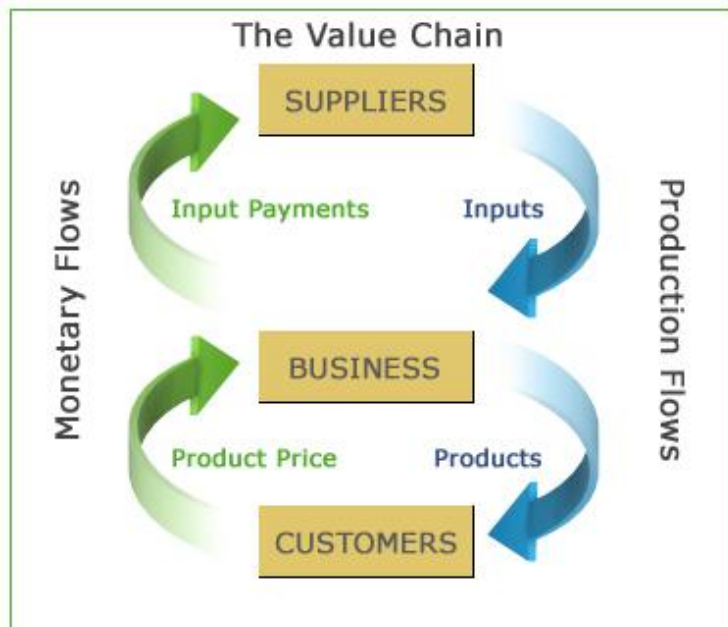 The Value Chain
SUPPLIERS
Input Payments
Inputs
Monetary Flows
Production Flows
BUSINESS
Product Price
Products
CUSTOMERS